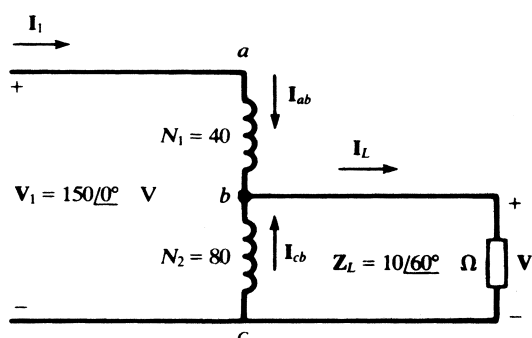 I₁
a
+
I_ab
N₁ = 40
I_L
V₁ = 150/0° V
b
+
N₂ = 80
I_cb
Z_L = 10/60° Ω
V
−
−
c